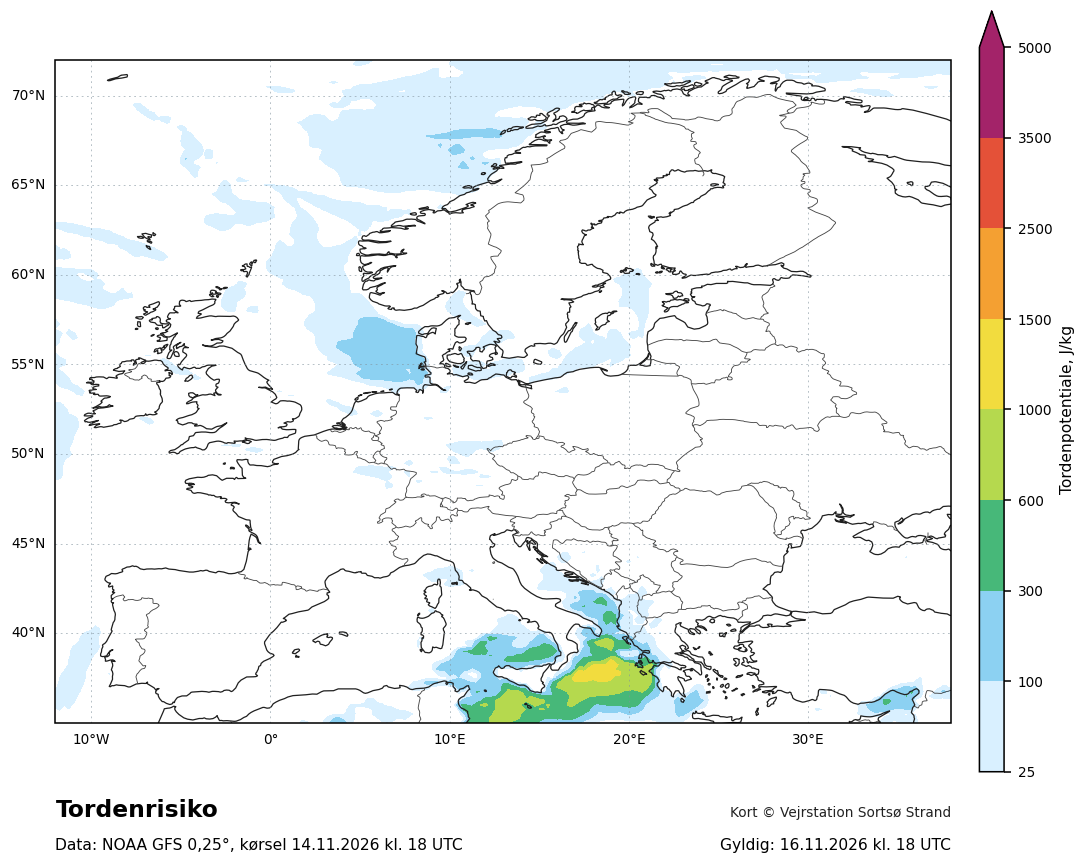 5000
3500
2500
1500
1000
600
300
100
25
Tordenpotentiale, J/kg
70°N
65°N
60°N
55°N
50°N
45°N
40°N
10°W
0°
10°E
20°E
30°E
Tordenrisiko
Kort © Vejrstation Sortsø Strand
Data: NOAA GFS 0,25°, kørsel 14.11.2026 kl. 18 UTC
Gyldig: 16.11.2026 kl. 18 UTC